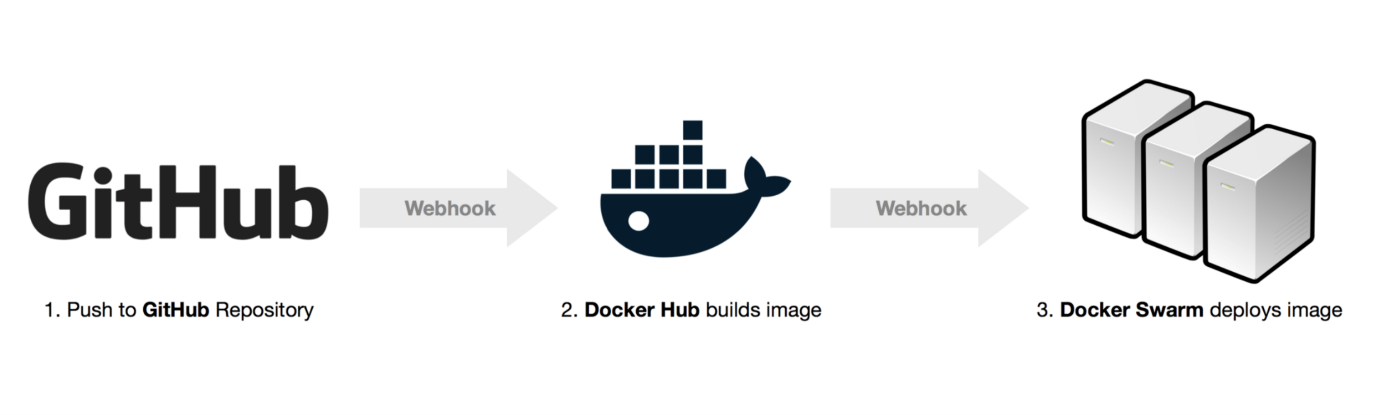 GitHub
Webhook
Webhook
1. Push to GitHub Repository
2. Docker Hub builds image
3. Docker Swarm deploys image